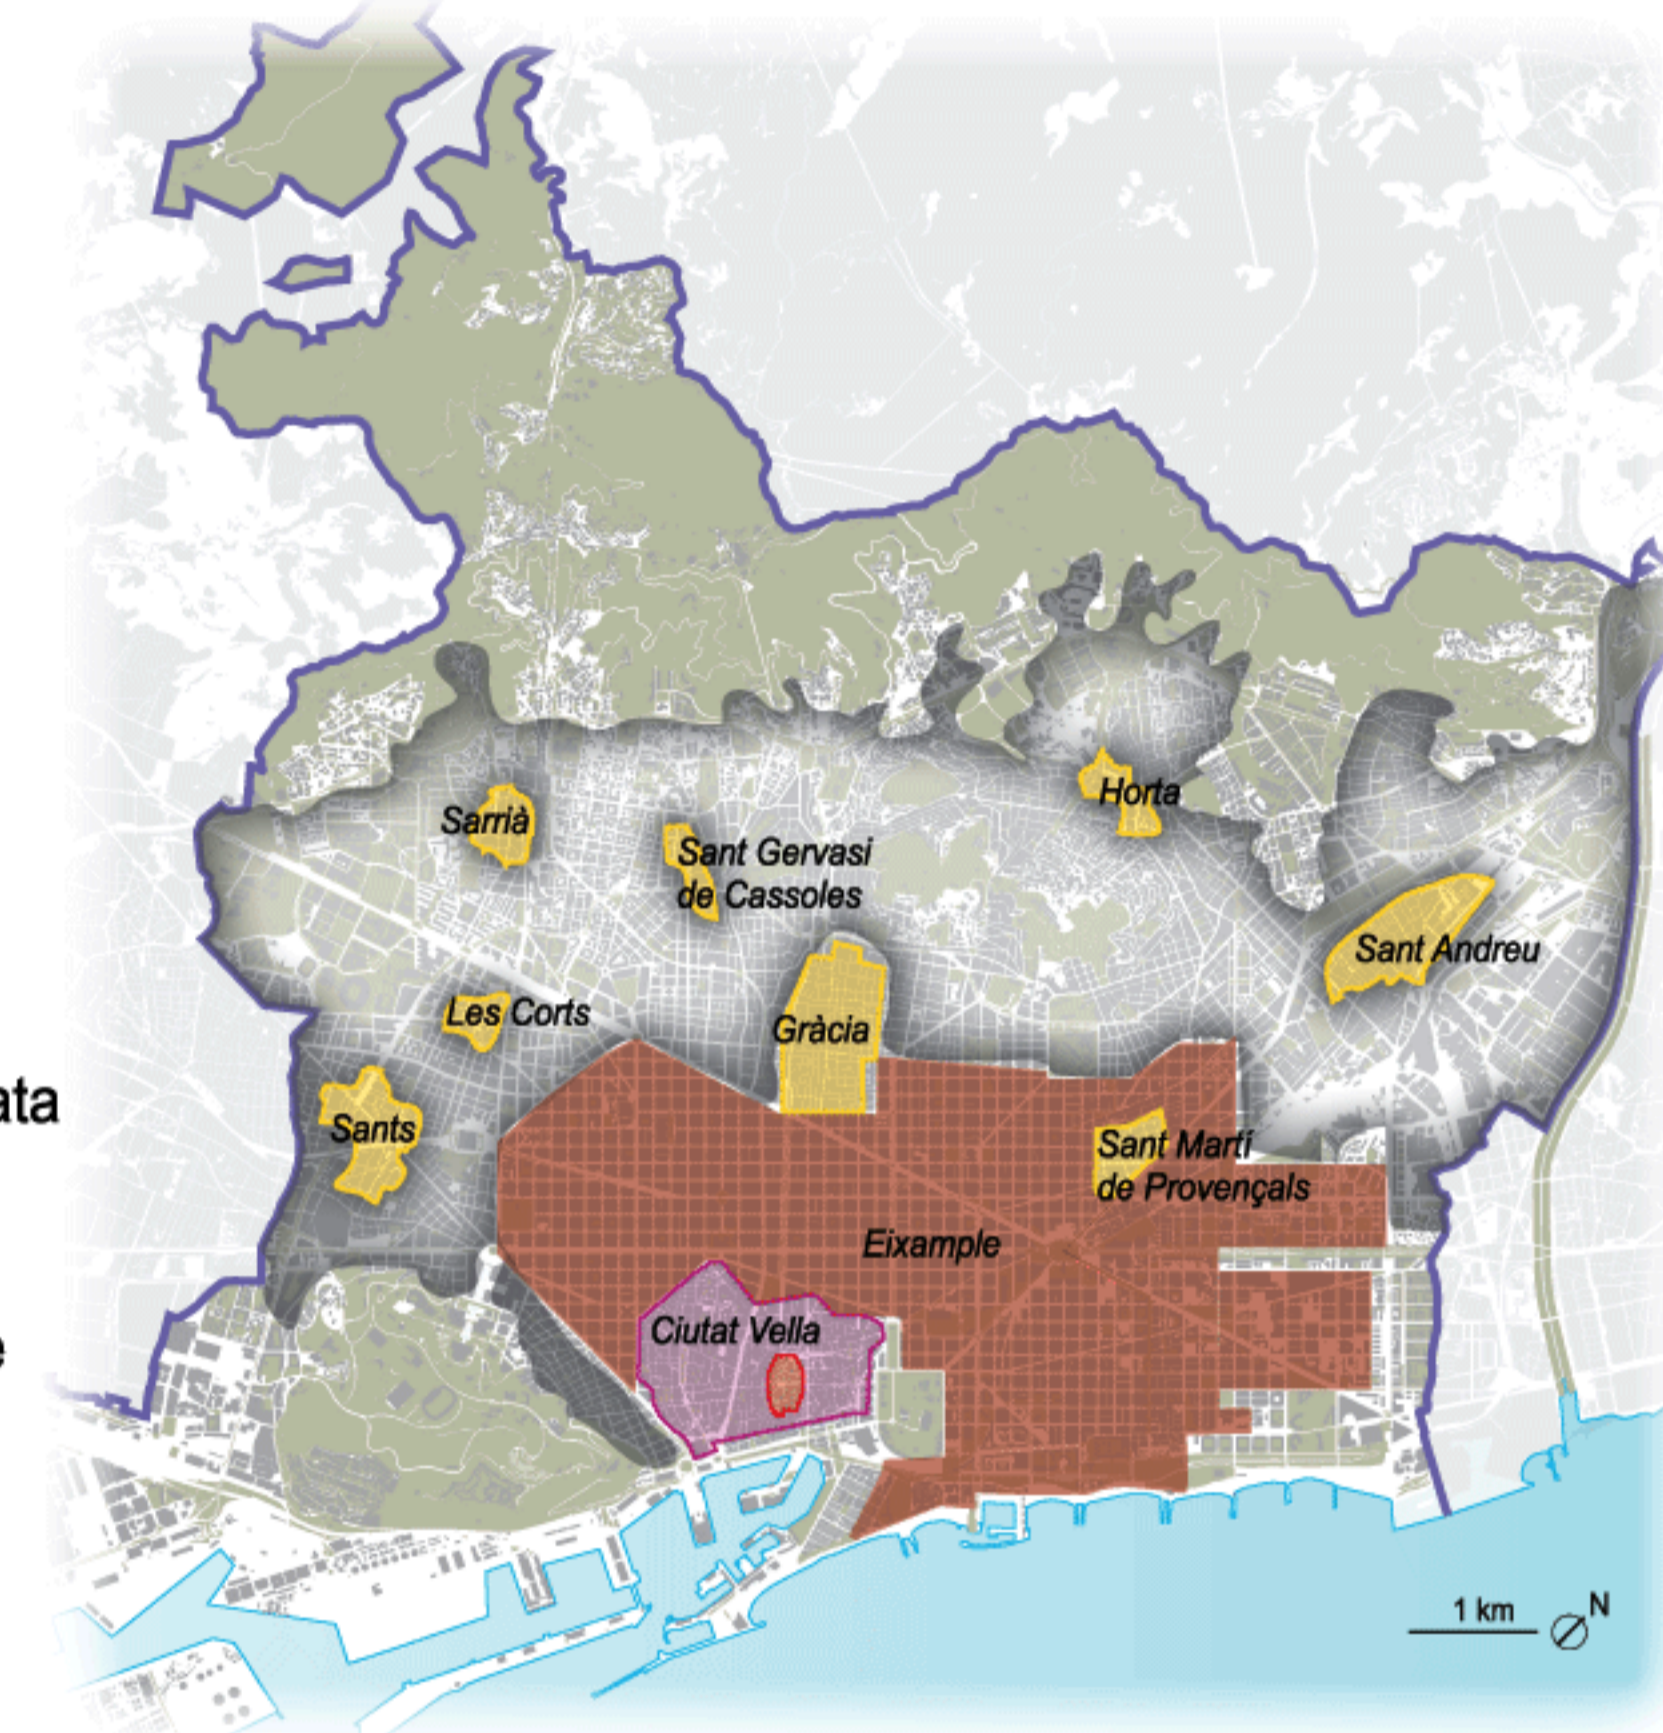 Sarrià
Sant Gervasi
de Cassoles
Horta
Sant Andreu
Les Corts
Gràcia
Sants
Sant Martí
de Provençals
Eixample
Ciutat Vella
1 km
N